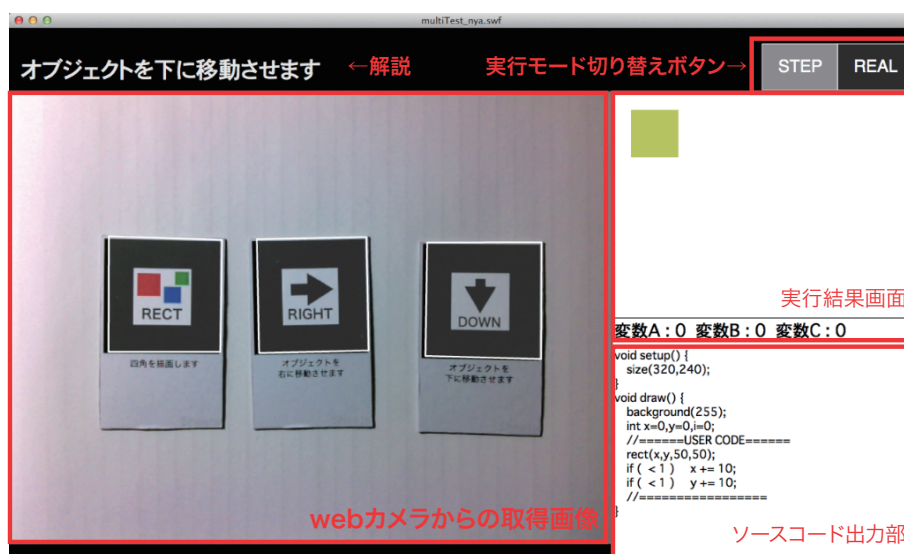 multiTest_nya.swf
オブジェクトを下に移動させます
←解説
実行モード切り替えボタン→
STEP
REAL
RECT
四角を描画します
RIGHT
オブジェクトを
右に移動させます
DOWN
オブジェクトを
下に移動させます
webカメラからの取得画像
実行結果画面
変数A：0 変数B：0 変数C：0
void setup() {
size(320,240);
}
void draw() {
background(255);
int x=0,y=0,i=0;
//======USER CODE======
rect(x,y,50,50);
if ( < 1 ) x += 10;
if ( < 1 ) y += 10;
//=================
}
ソースコード出力部